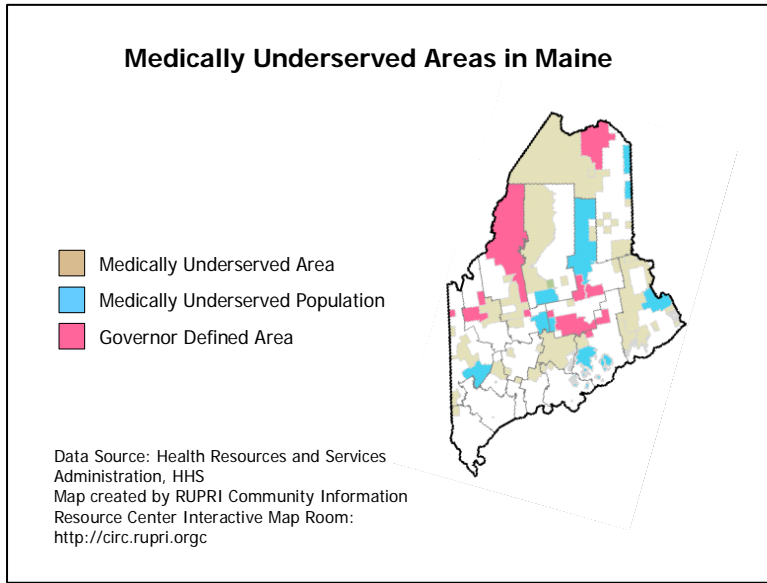 Medically Underserved Areas in Maine
Medically Underserved Area
Medically Underserved Population
Governor Defined Area
Data Source: Health Resources and Services
Administration, HHS
Map created by RUPRI Community Information
Resource Center Interactive Map Room:
http://circ.rupri.orgc